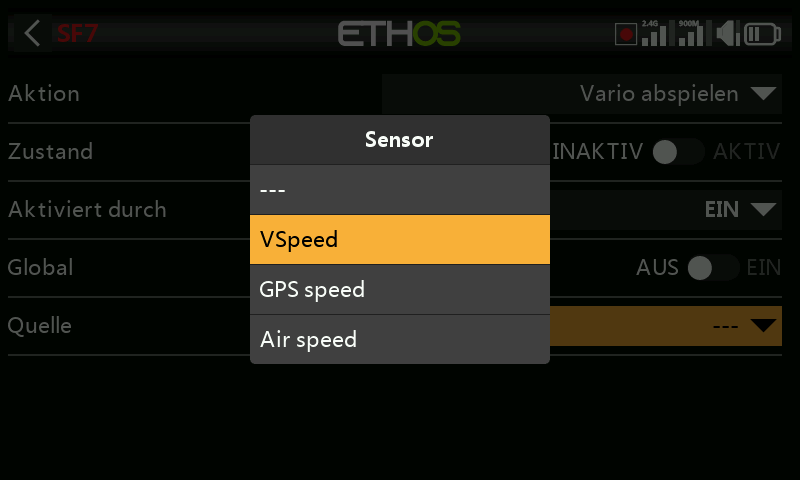 SF7 ETHOS 2.4G 900M
Aktion Vario abspielen
Sensor
Zustand INAKTIV AKTIV
---
Aktiviert durch EIN
VSpeed
Global AUS EIN
GPS speed
Quelle ---
Air speed